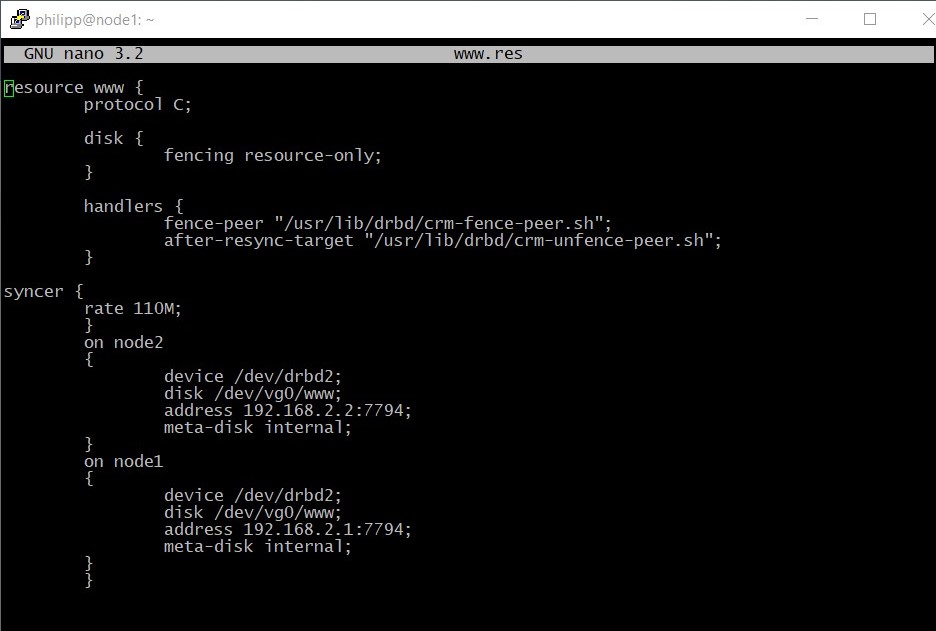 philipp@node1: ~
GNU nano 3.2 www.res
resource www {
protocol C;
disk {
fencing resource-only;
}
handlers {
fence-peer "/usr/lib/drbd/crm-fence-peer.sh";
after-resync-target "/usr/lib/drbd/crm-unfence-peer.sh";
}
syncer {
rate 110M;
}
on node2
{
device /dev/drbd2;
disk /dev/vg0/www;
address 192.168.2.2:7794;
meta-disk internal;
}
on node1
{
device /dev/drbd2;
disk /dev/vg0/www;
address 192.168.2.1:7794;
meta-disk internal;
}
}